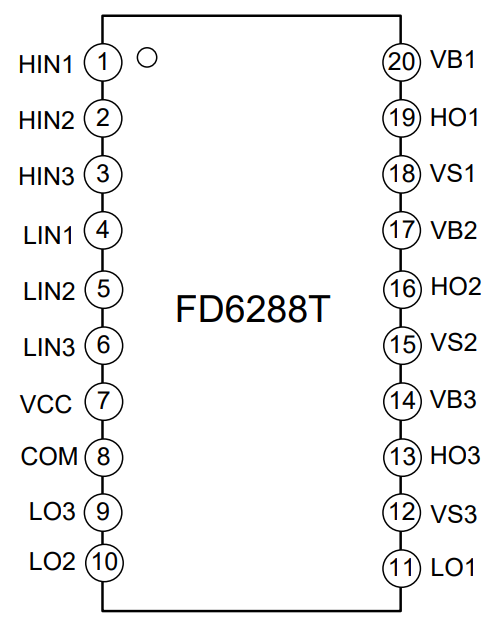 HIN1 1 20 VB1
HIN2 2 19 HO1
HIN3 3 18 VS1
LIN1 4 17 VB2
LIN2 5 16 HO2
FD6288T
LIN3 6 15 VS2
VCC 7 14 VB3
COM 8 13 HO3
LO3 9 12 VS3
LO2 10 11 LO1